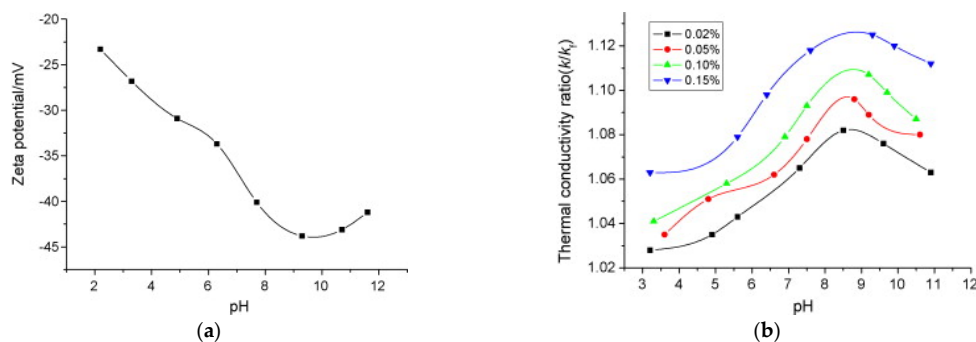 -20
-25
-30
-35
-40
-45
Zeta potential/mV
2 4 6 8 10 12
pH
(a)
0.02%
0.05%
0.10%
0.15%
1.12
1.10
1.08
1.06
1.04
1.02
Thermal conductivity ratio(k/kf)
3 4 5 6 7 8 9 10 11 12
pH
(b)